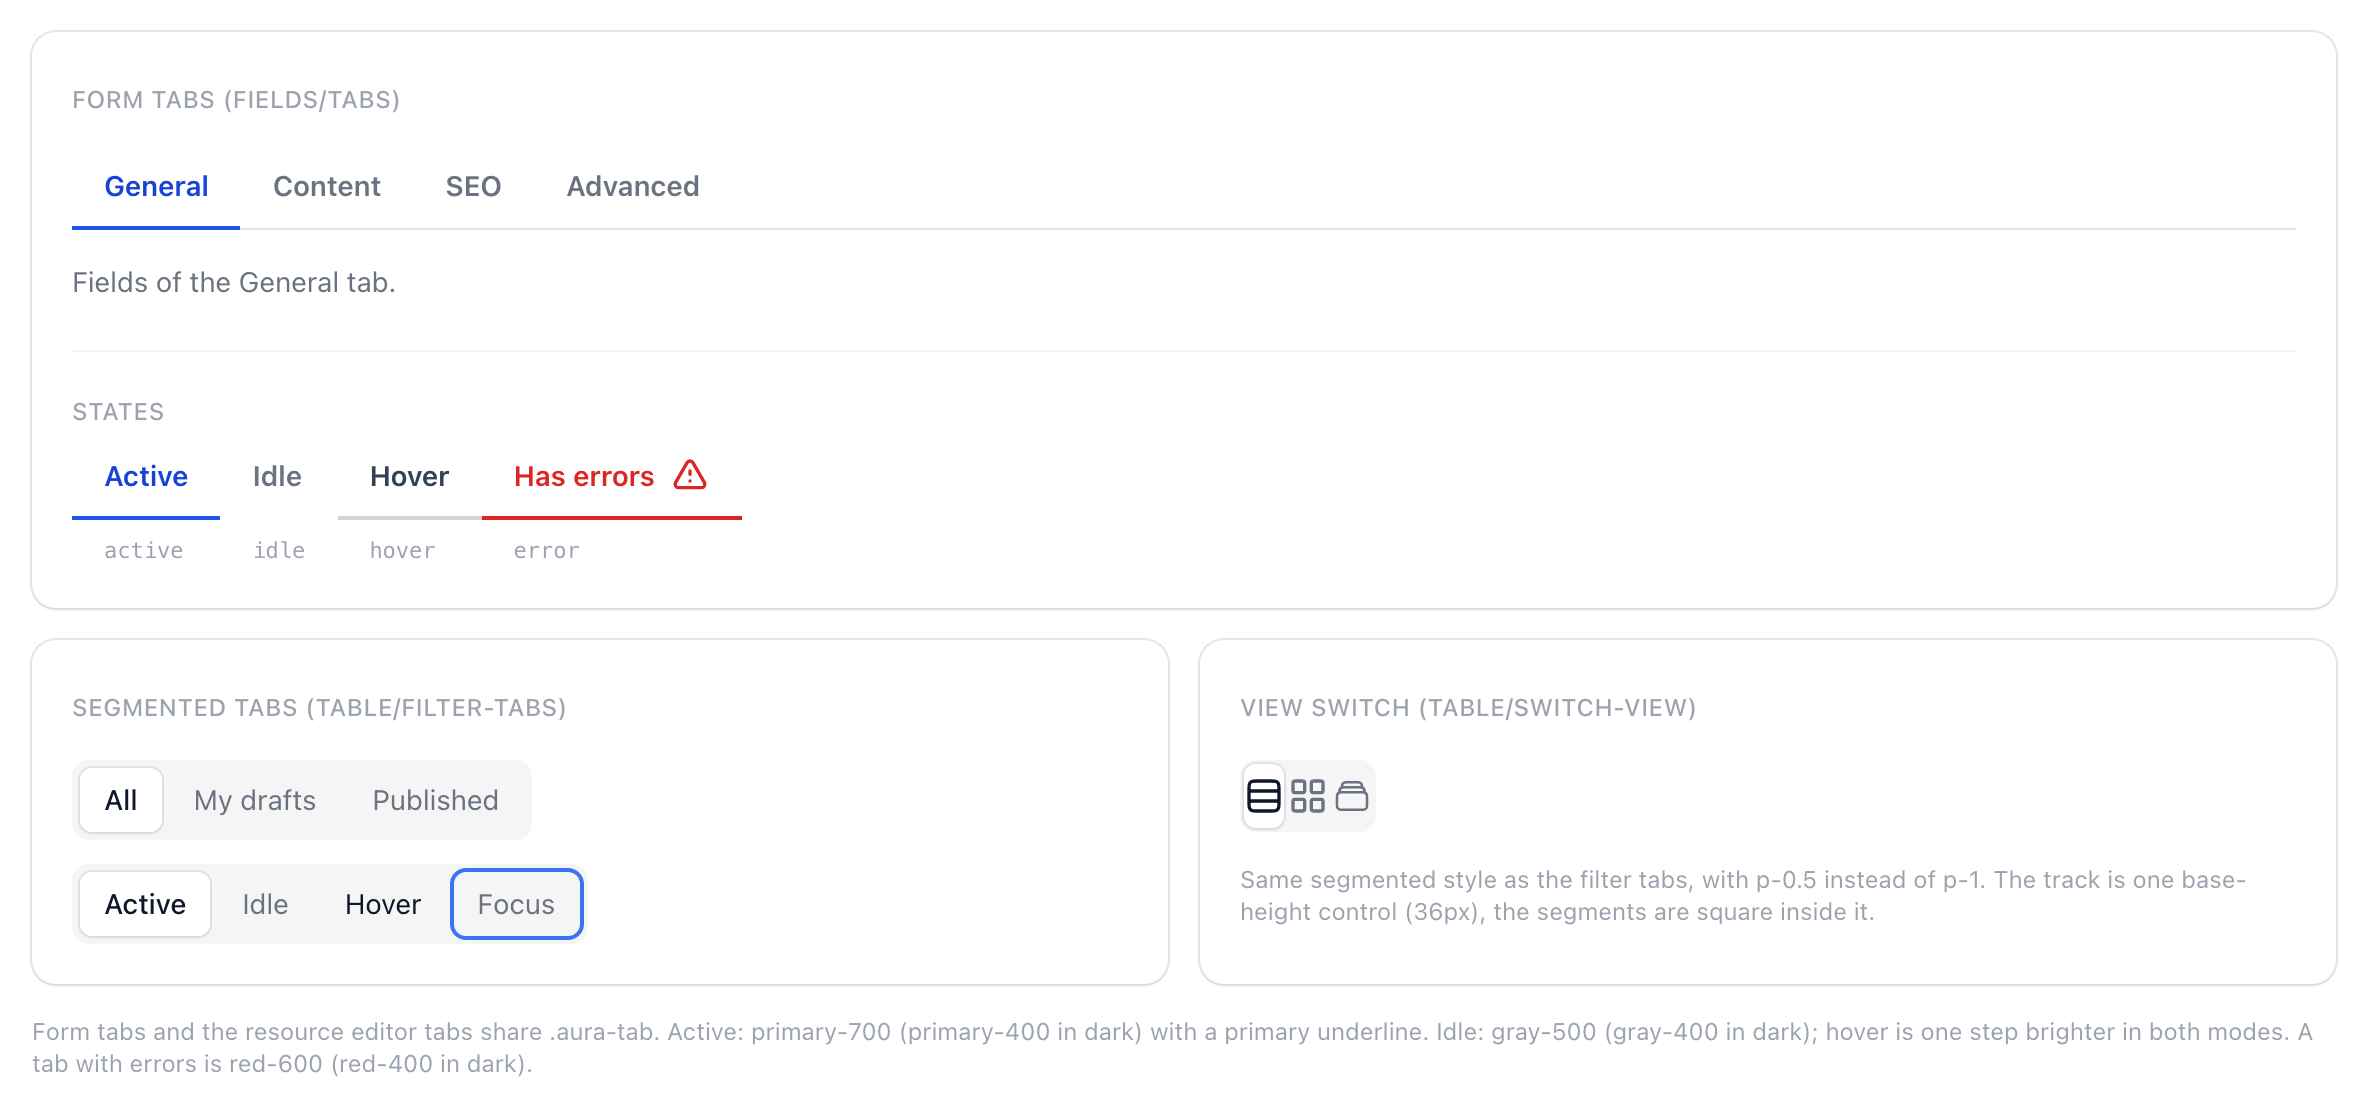 FORM TABS (FIELDS/TABS)
General Content SEO Advanced
Fields of the General tab.
STATES
Active Idle Hover Has errors
active idle hover error
SEGMENTED TABS (TABLE/FILTER-TABS)
All My drafts Published
Active Idle Hover Focus
VIEW SWITCH (TABLE/SWITCH-VIEW)
Same segmented style as the filter tabs, with p-0.5 instead of p-1. The track is one base-
height control (36px), the segments are square inside it.
Form tabs and the resource editor tabs share .aura-tab. Active: primary-700 (primary-400 in dark) with a primary underline. Idle: gray-500 (gray-400 in dark); hover is one step brighter in both modes. A
tab with errors is red-600 (red-400 in dark).